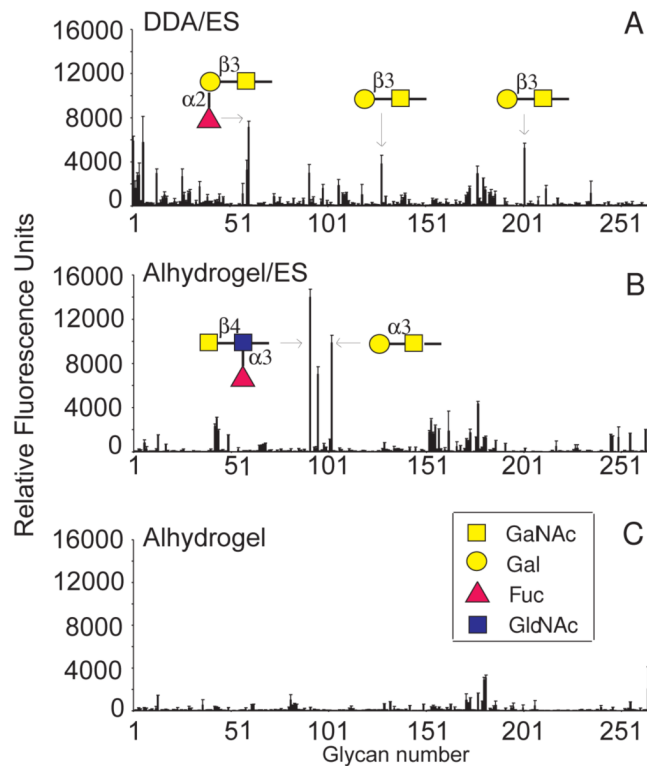 DDA/ES
A
16000
12000
8000
4000
0
β3
α2
β3
β3
1 51 101 151 201 251
Alhydrogel/ES
B
16000
12000
8000
4000
0
β4
α3
α3
1 51 101 151 201 251
Alhydrogel
C
16000
12000
8000
4000
0
GalNAc
Gal
Fuc
GlcNAc
1 51 101 151 201 251
Glycan number
Relative Fluorescence Units